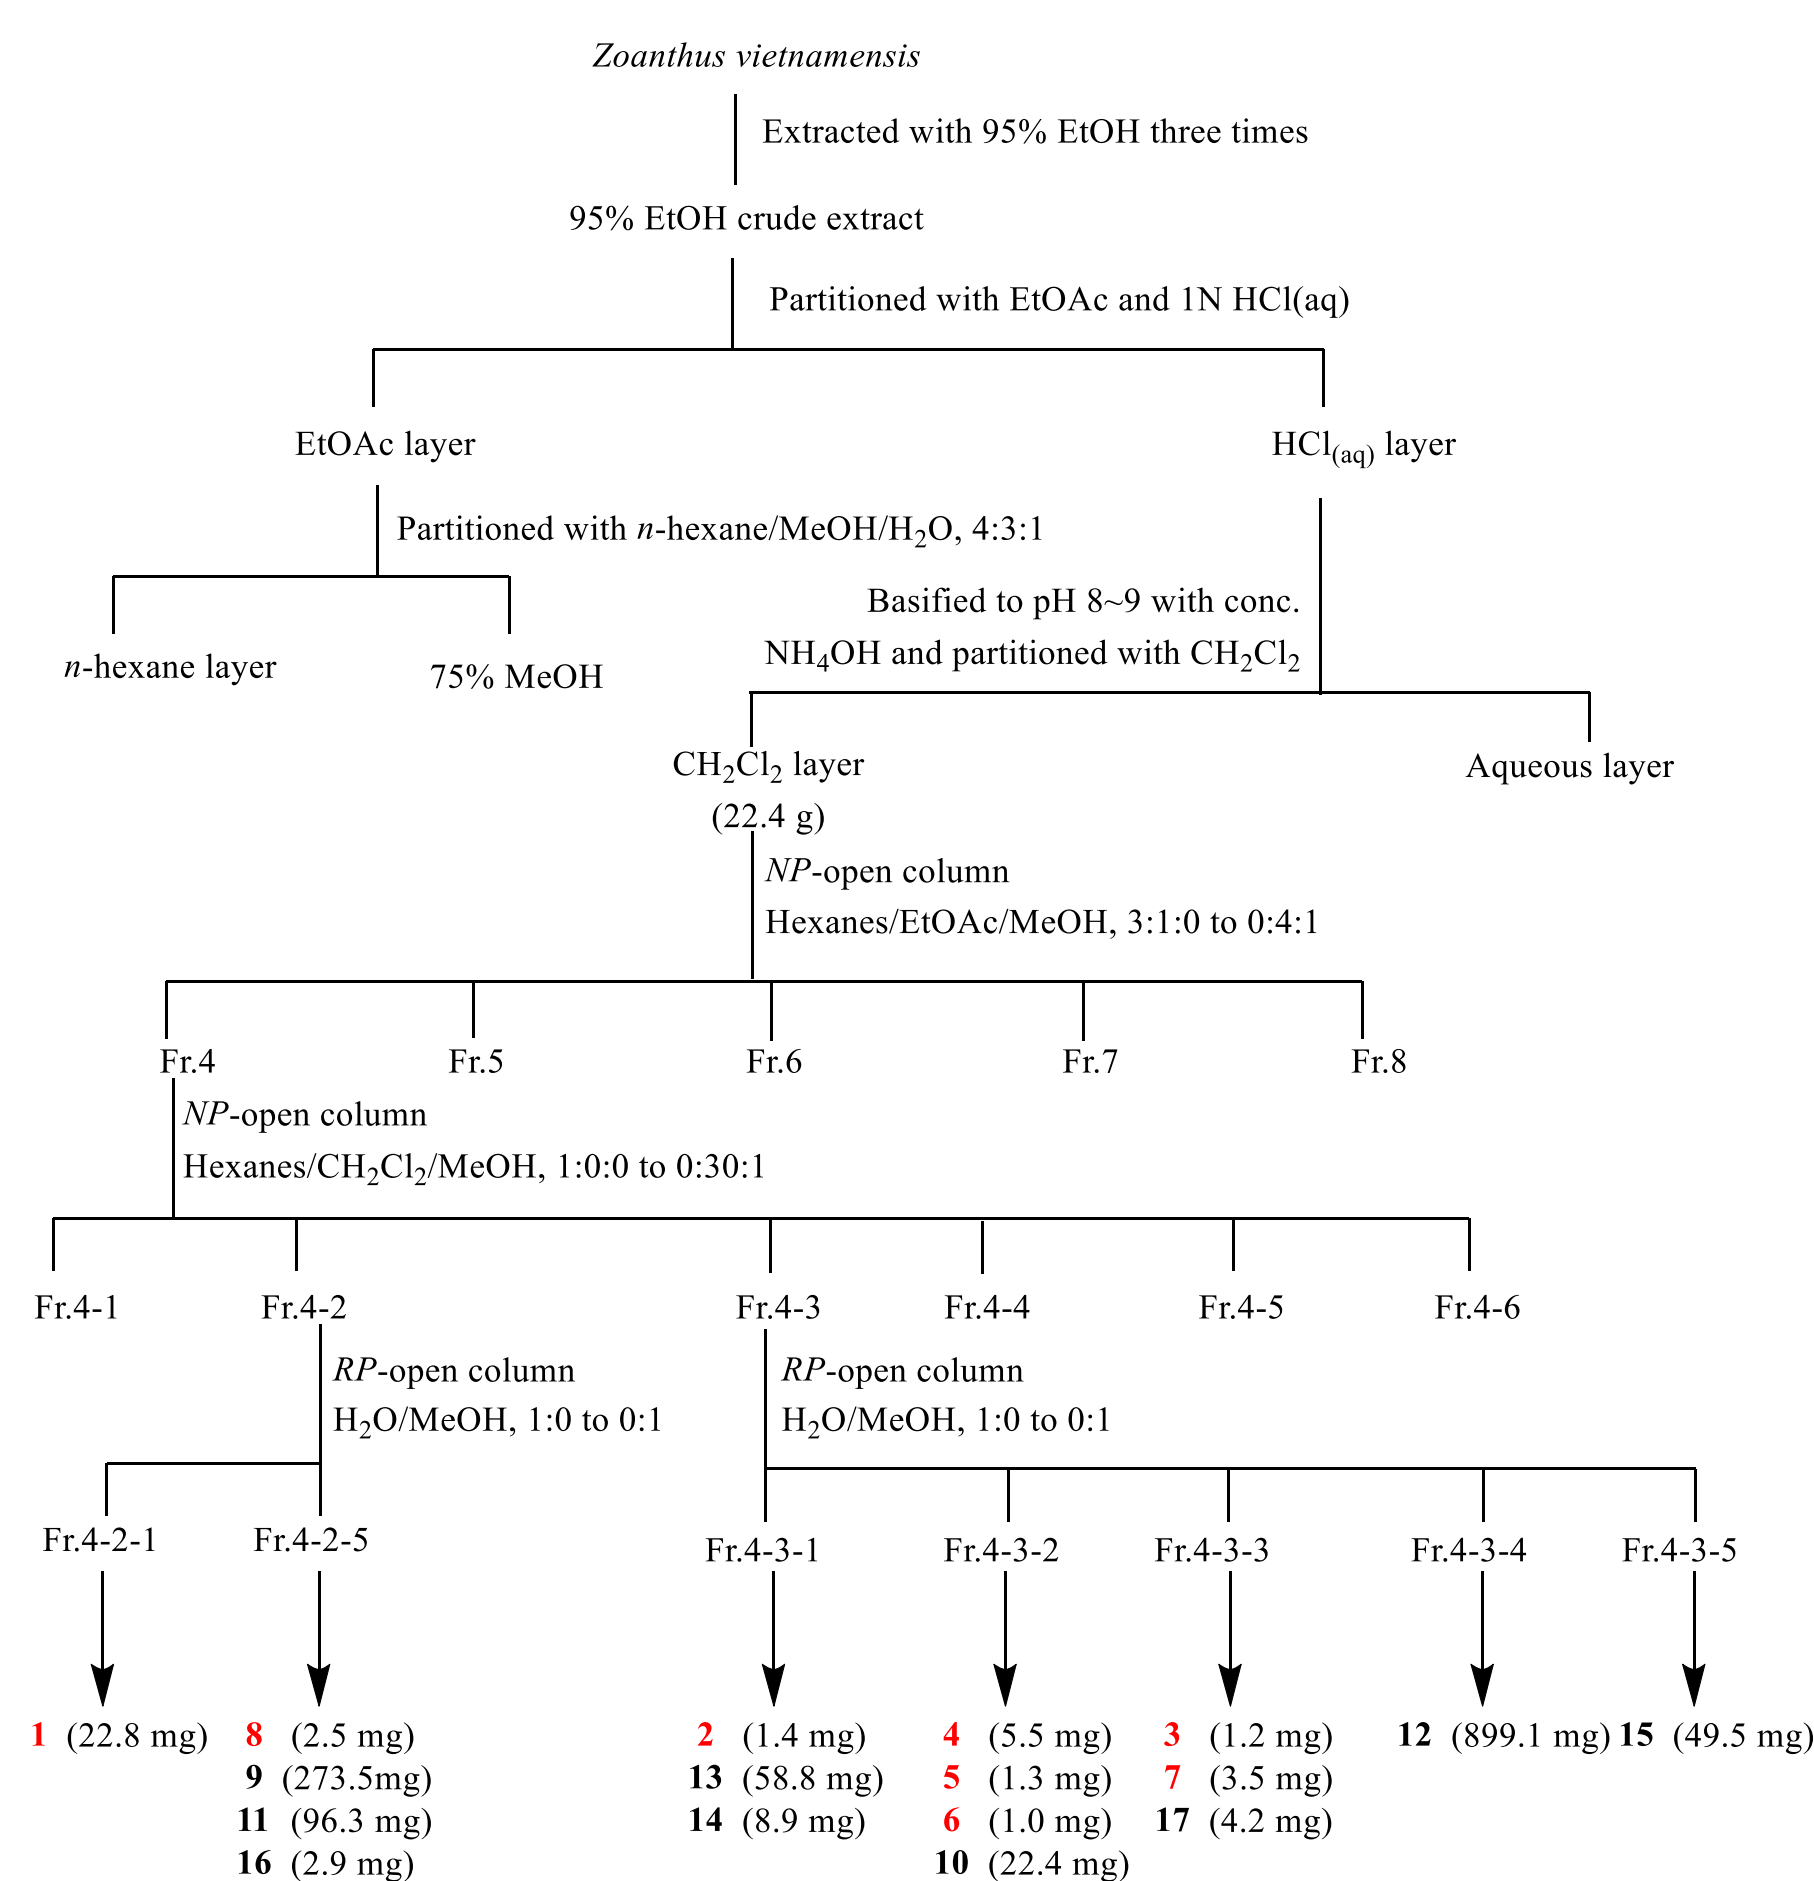 Zoanthus vietnamensis
Extracted with 95% EtOH three times
95% EtOH crude extract
Partitioned with EtOAc and 1N HCl(aq)
EtOAc layer
HCl(aq) layer
Partitioned with n-hexane/MeOH/H2O, 4:3:1
n-hexane layer
75% MeOH
Basified to pH 8~9 with conc.
NH4OH and partitioned with CH2Cl2
CH2Cl2 layer
(22.4 g)
Aqueous layer
NP-open column
Hexanes/EtOAc/MeOH, 3:1:0 to 0:4:1
Fr.4
Fr.5
Fr.6
Fr.7
Fr.8
NP-open column
Hexanes/CH2Cl2/MeOH, 1:0:0 to 0:30:1
Fr.4-1
Fr.4-2
Fr.4-3
Fr.4-4
Fr.4-5
Fr.4-6
RP-open column
H2O/MeOH, 1:0 to 0:1
RP-open column
H2O/MeOH, 1:0 to 0:1
Fr.4-2-1
Fr.4-2-5
Fr.4-3-1
Fr.4-3-2
Fr.4-3-3
Fr.4-3-4
Fr.4-3-5
1 (22.8 mg)
8 (2.5 mg)
9 (273.5mg)
11 (96.3 mg)
16 (2.9 mg)
2 (1.4 mg)
13 (58.8 mg)
14 (8.9 mg)
4 (5.5 mg)
5 (1.3 mg)
6 (1.0 mg)
10 (22.4 mg)
3 (1.2 mg)
7 (3.5 mg)
17 (4.2 mg)
12 (899.1 mg)
15 (49.5 mg)